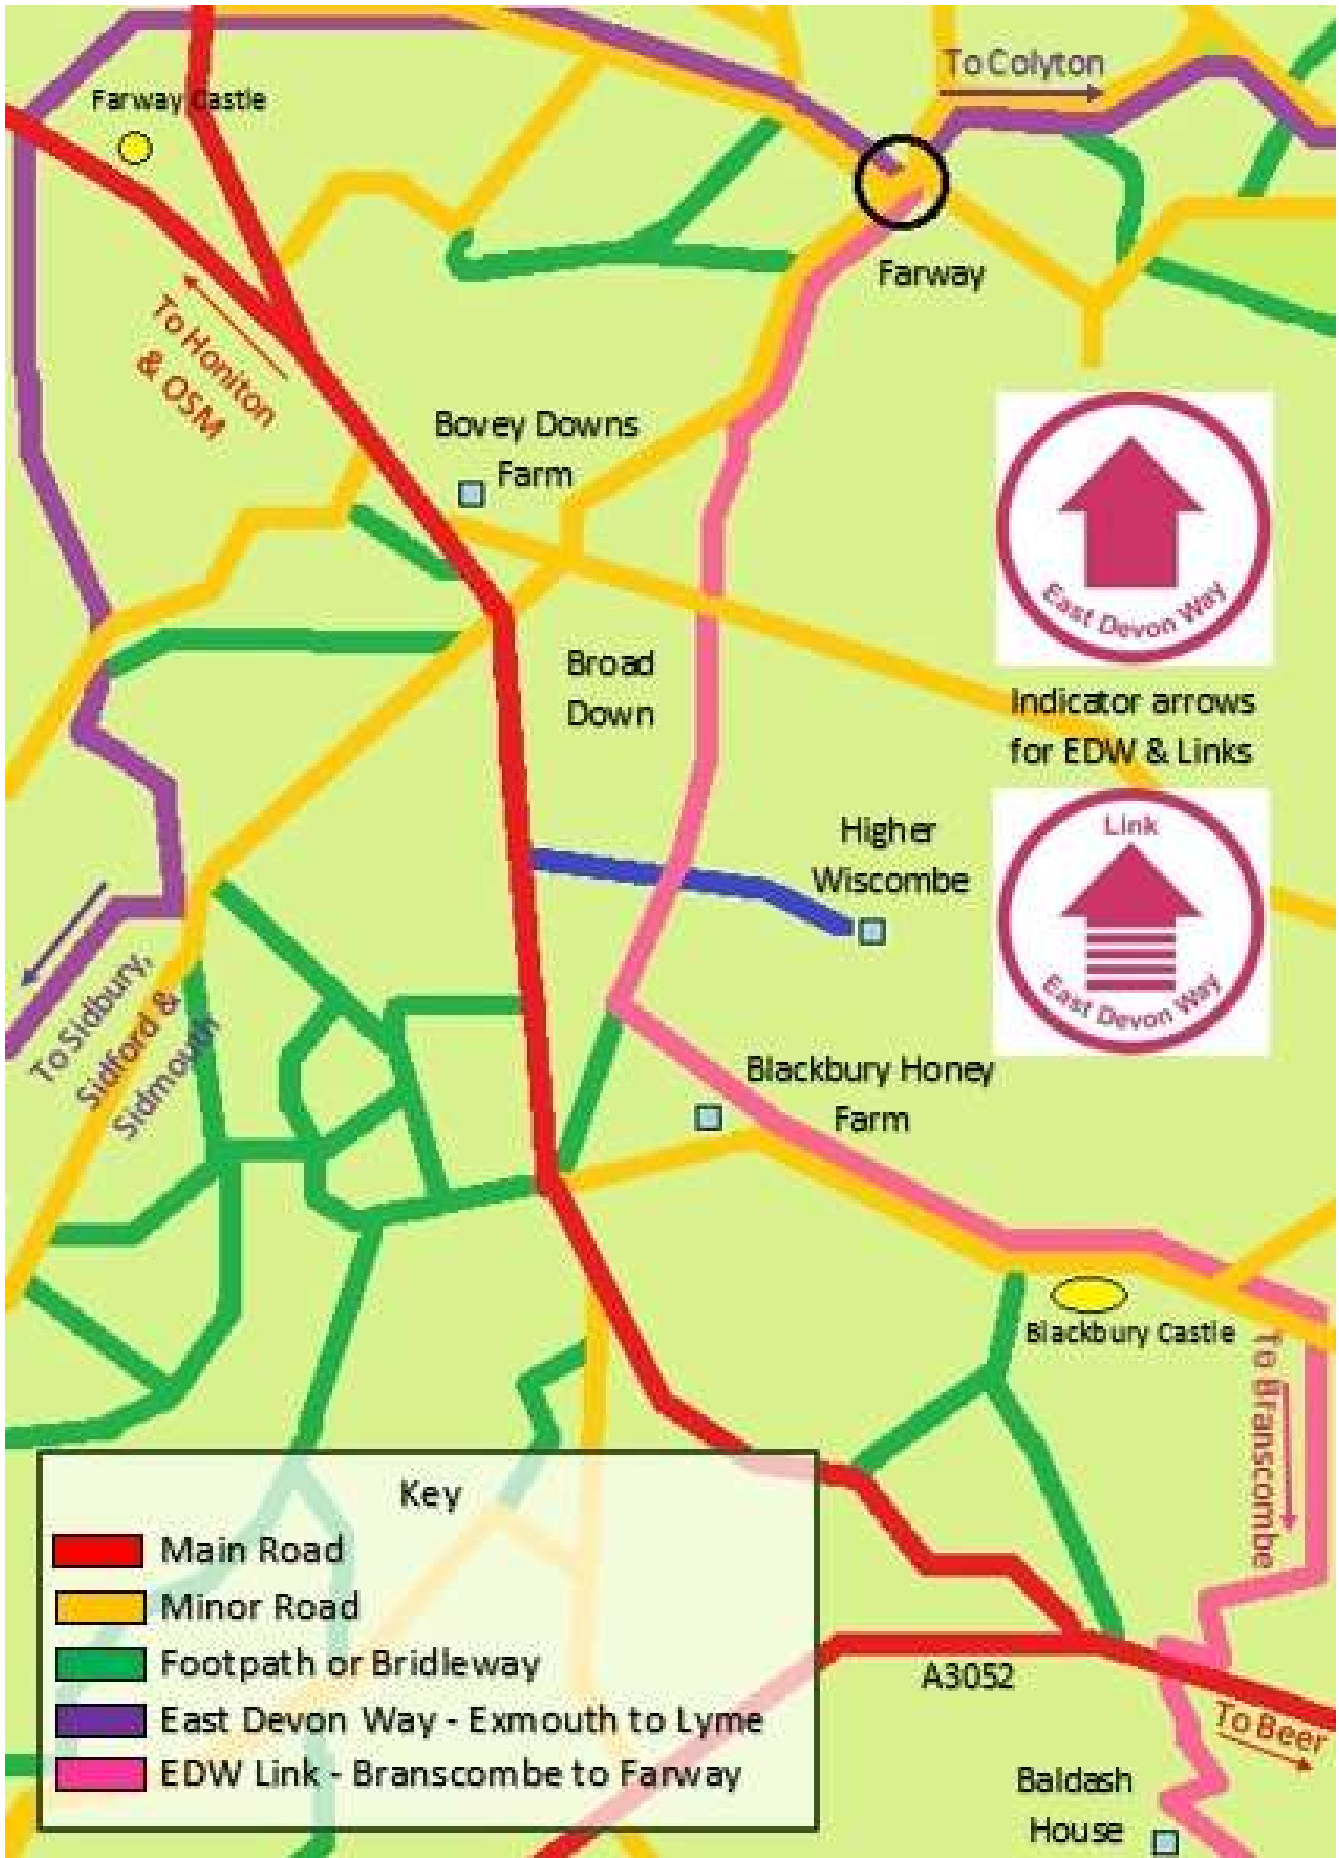 To Colyton
Farway Castle
Farway
To Honiton
& OSM
Bovey Downs
Farm
East Devon Way
Broad
Down
Indicator arrows
for EDW & Links
Link
East Devon Way
Higher
Wiscombe
To Sidbury,
Sidford &
Sidmouth
Blackbury Honey
Farm
Blackbury Castle
To Branscombe
Key
Main Road
Minor Road
Footpath or Bridleway
East Devon Way - Exmouth to Lyme
EDW Link - Branscombe to Farway
A3052
To Beer
Baldash
House